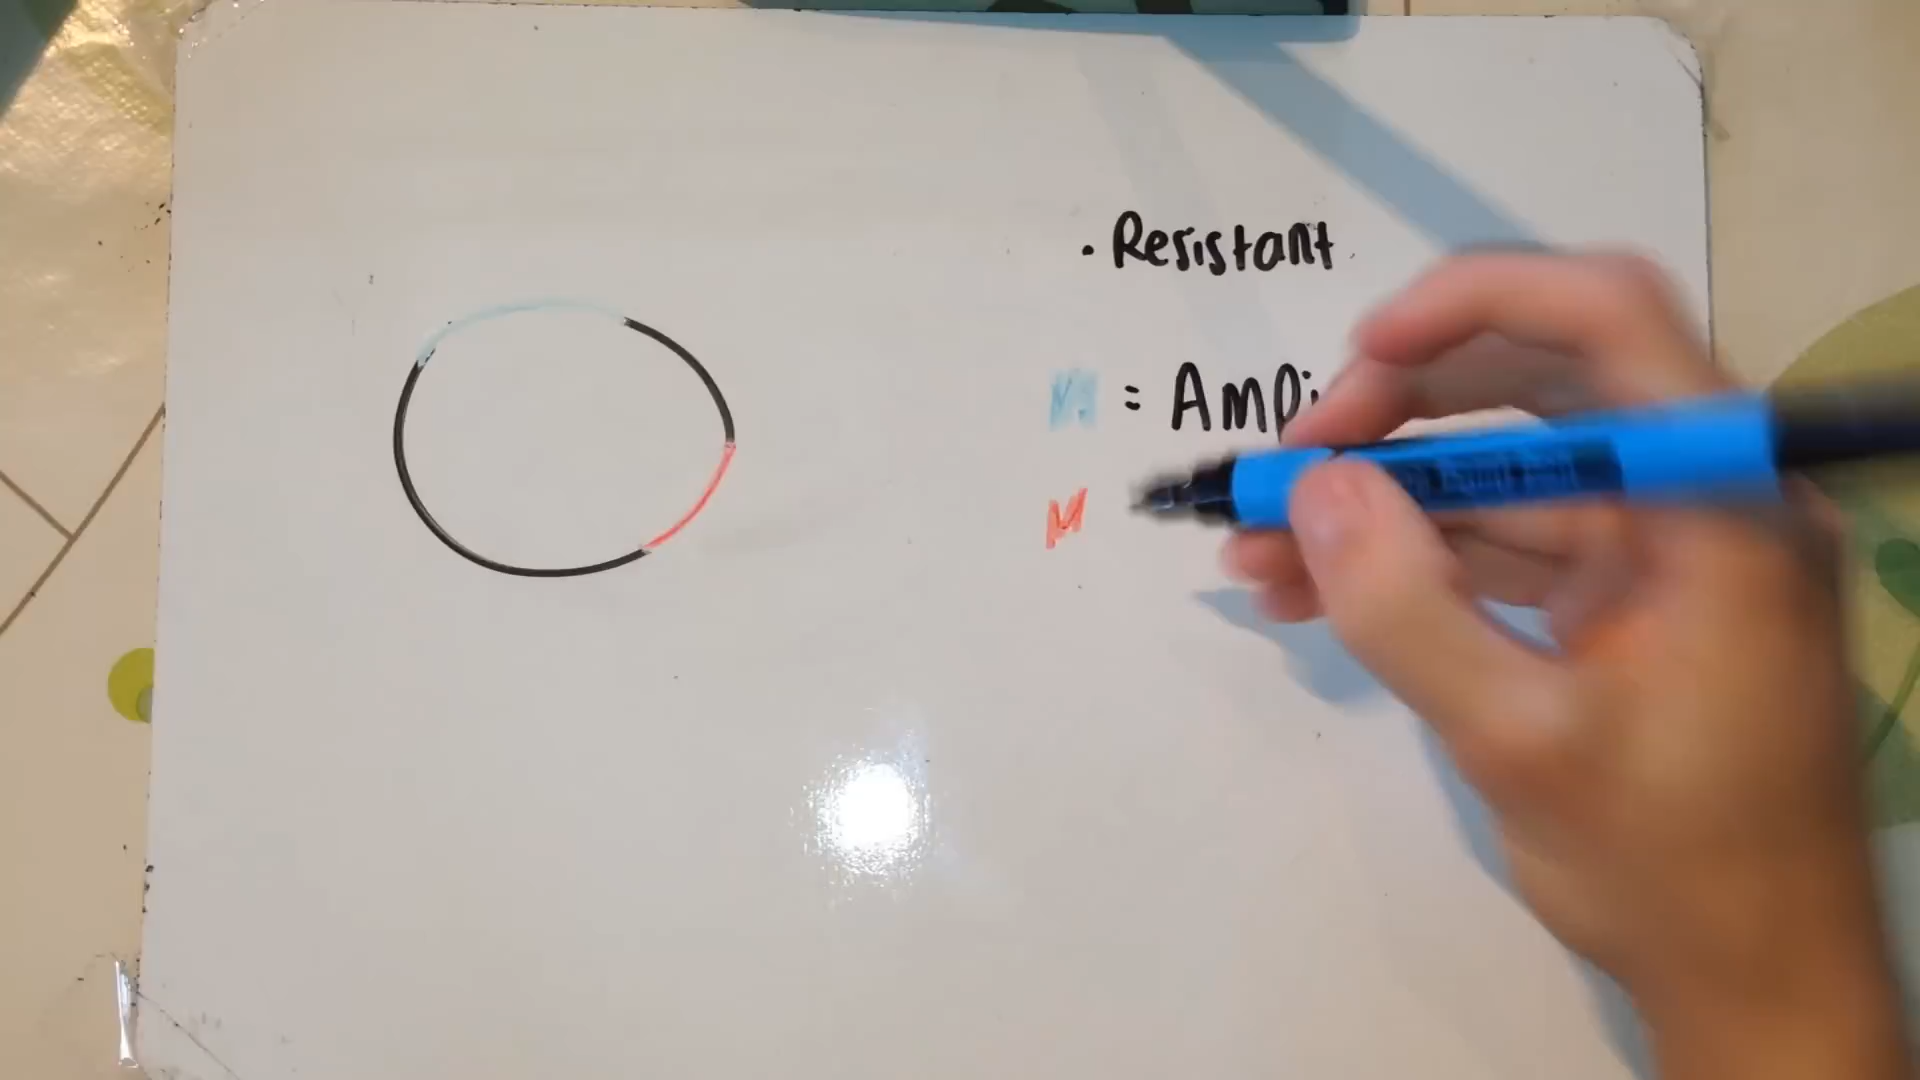 . Resistant
= Ampi